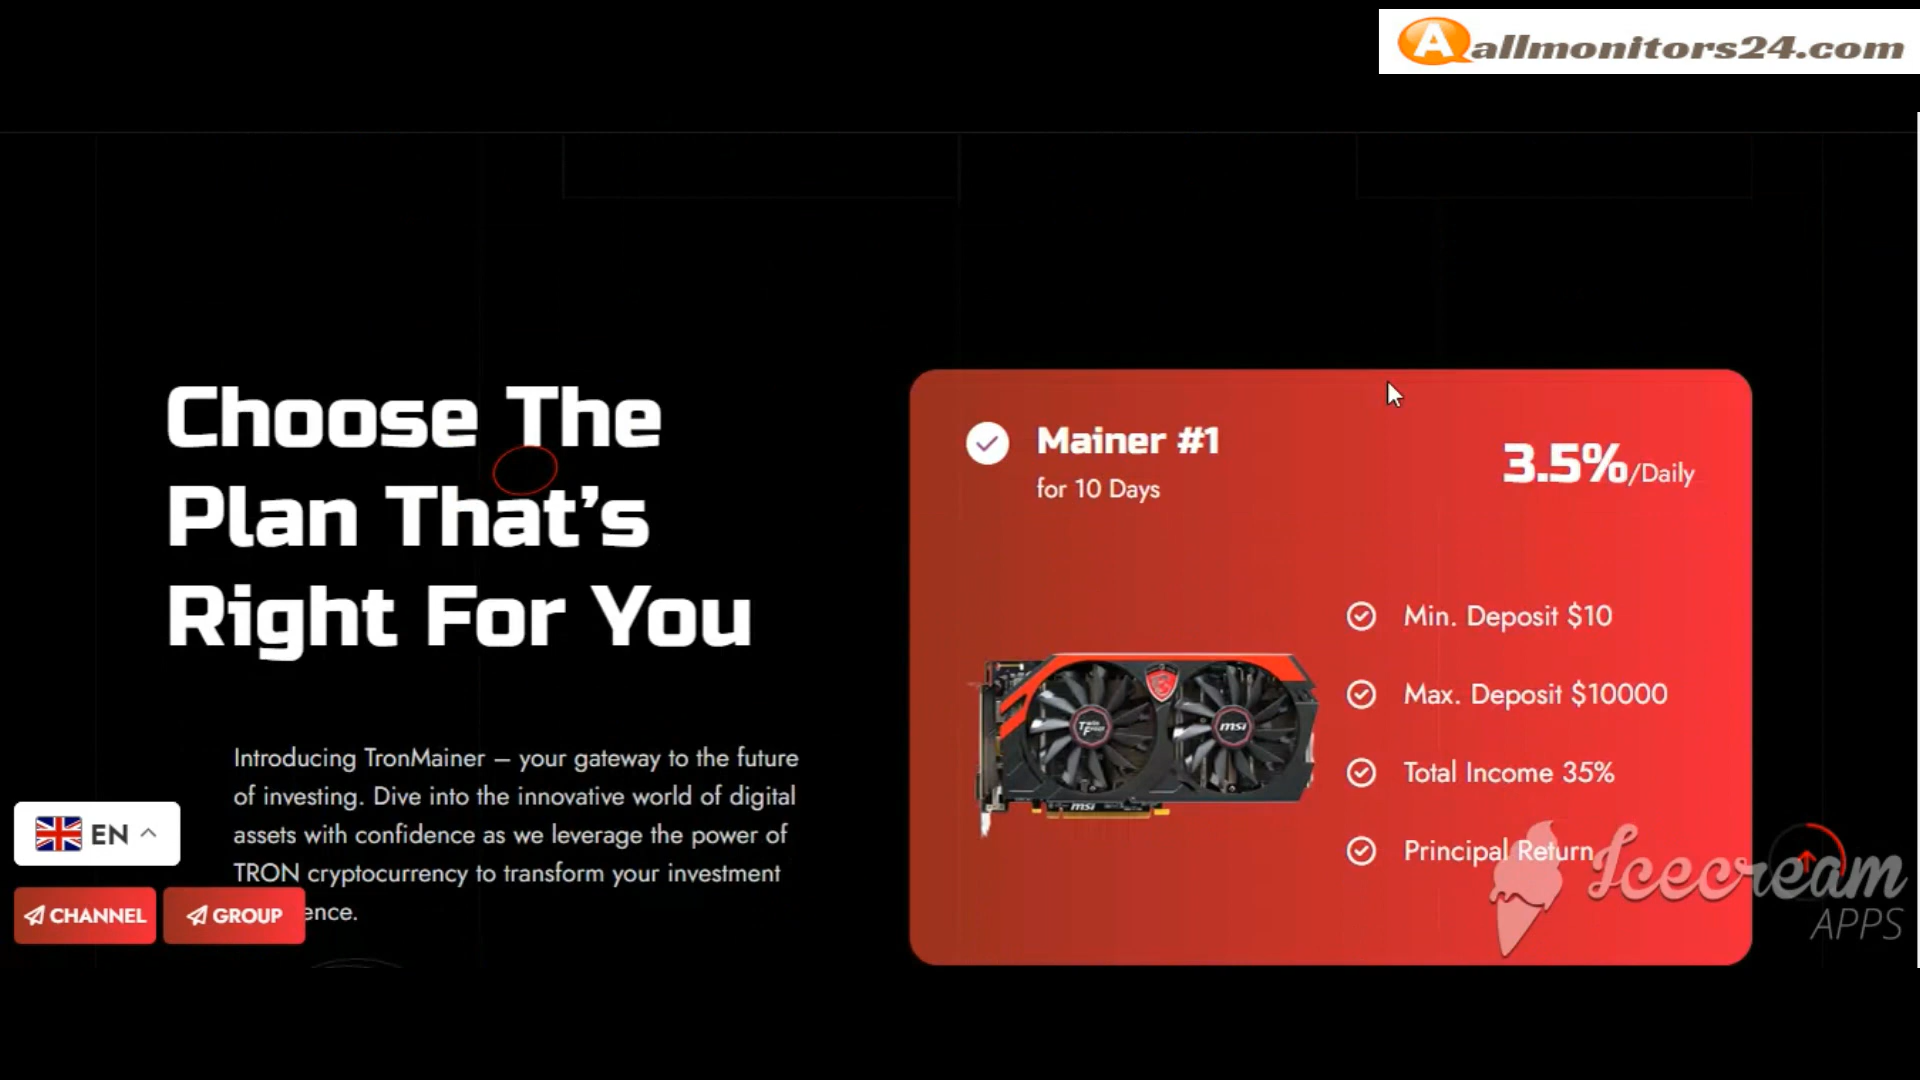 allmonitors24.com
Choose The
Plan That's
Right For You
Introducing TronMainer – your gateway to the future
of investing. Dive into the innovative world of digital
assets with confidence as we leverage the power of
TRON cryptocurrency to transform your investment
ence.
EN
CHANNEL
GROUP
Mainer #1
for 10 Days
3.5%/Daily
Min. Deposit $10
Max. Deposit $10000
Total Income 35%
Principal Return
msi
msi
Icecream
APPS